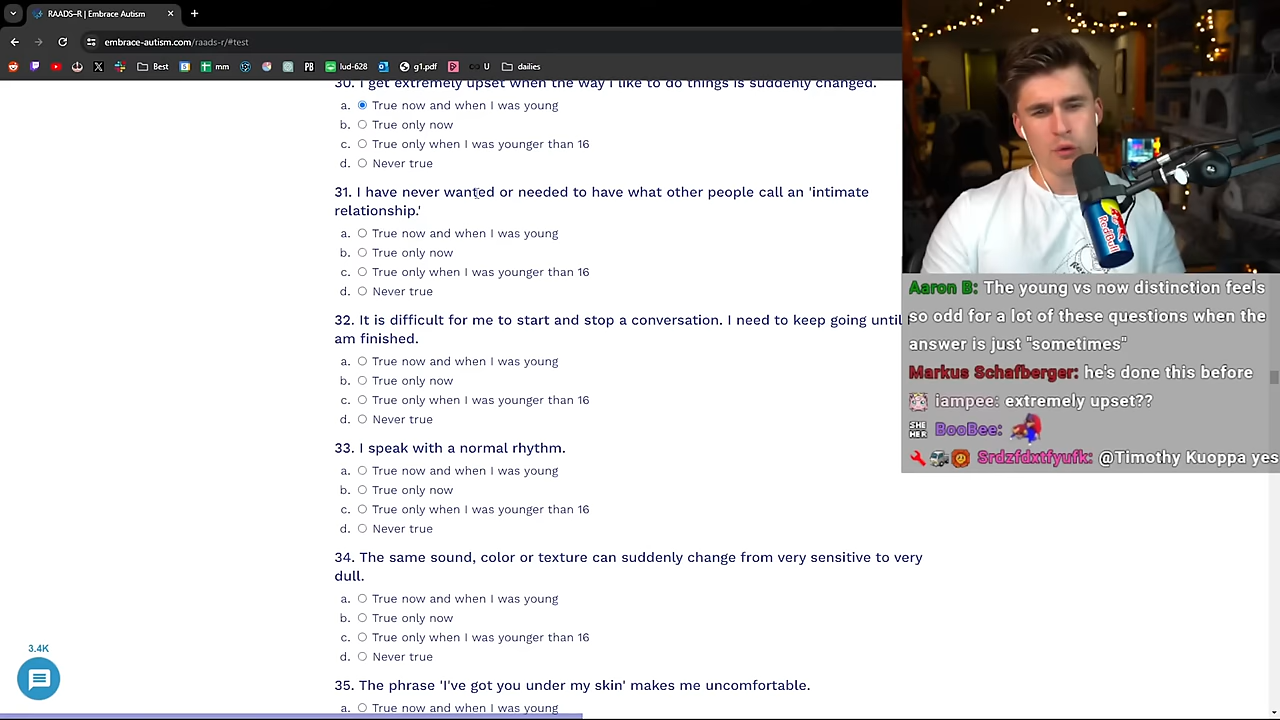 RAADS–R | Embrace Autism
embrace-autism.com/raads-r/#test
Best
mm
PB
lud-628
g1.pdf
U
dailies
30. I get extremely upset when the way I like to do things is suddenly changed.
a. True now and when I was young
b. True only now
c. True only when I was younger than 16
d. Never true
31. I have never wanted or needed to have what other people call an 'intimate
relationship.'
a. True now and when I was young
b. True only now
c. True only when I was younger than 16
d. Never true
32. It is difficult for me to start and stop a conversation. I need to keep going until I
am finished.
a. True now and when I was young
b. True only now
c. True only when I was younger than 16
d. Never true
33. I speak with a normal rhythm.
a. True now and when I was young
b. True only now
c. True only when I was younger than 16
d. Never true
34. The same sound, color or texture can suddenly change from very sensitive to very
dull.
a. True now and when I was young
b. True only now
c. True only when I was younger than 16
d. Never true
35. The phrase 'I've got you under my skin' makes me uncomfortable.
a. True now and when I was young
3.4K
RedBull
Aaron B: The young vs now distinction feels
so odd for a lot of these questions when the
answer is just "sometimes"
Markus Schafberger: he's done this before
iampee: extremely upset??
SHE HER BooBee:
Srdzfdxtfyufk: @Timothy Kuoppa yes